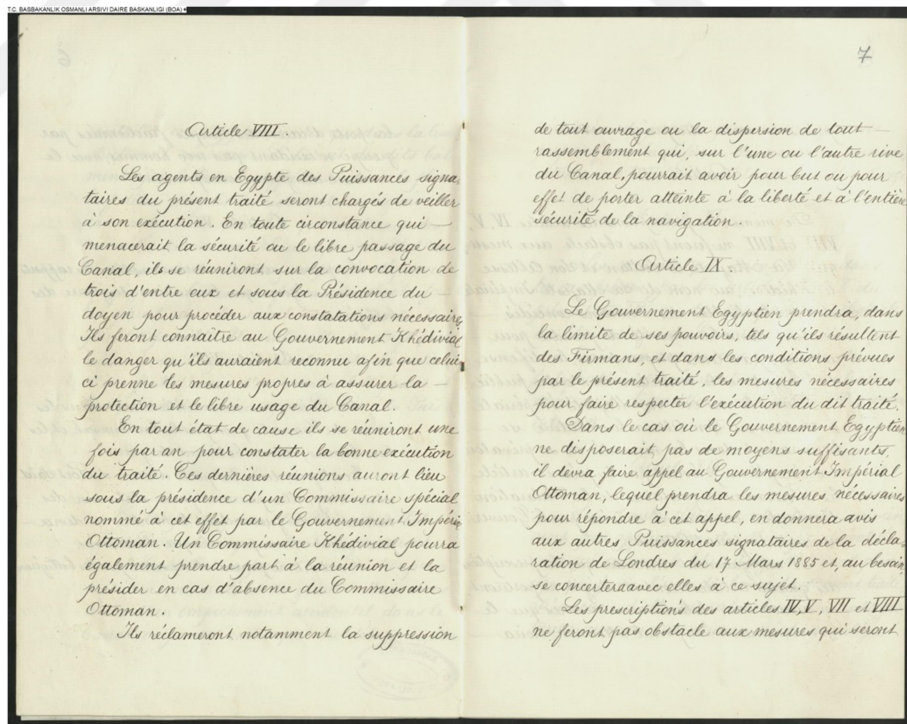 T.C. BASBAKANLIK OSMANLI ARSIVI DAIRE BASKANLIGI (BOA)
Article VIII.
Les agents en Egypte des Puissances signa-
taires du présent traité seront chargés de veiller
à son exécution. En toute circonstance qui —
menacerait la sécurité ou le libre passage du
Canal, ils se réuniront sur la convocation de
trois d'entre eux et sous la Présidence du —
doyen pour procéder aux constatations nécessaires.
Ils feront connaître au Gouvernement Khédivial
le danger qu'ils auraient reconnu afin que celui-
ci prenne les mesures propres à assurer la —
protection et le libre usage du Canal.
En tout état de cause ils se réuniront une
fois par an pour constater la bonne exécution
du traité. Ces dernières réunions auront lieu
sous la présidence d'un Commissaire spécial
nommé à cet effet par le Gouvernement Impérial
Ottoman. Un Commissaire Khédivial pourra
également prendre part à la réunion et la
présider en cas d'absence du Commissaire
Ottoman.
Ils réclameront notamment la suppression
7
de tout ouvrage ou la dispersion de tout —
rassemblement qui, sur l'une ou l'autre rive
du Canal, pourrait avoir pour but ou pour
effet de porter atteinte à la liberté et à l'entière
sécurité de la navigation.
Article IX.
Le Gouvernement Egyptien prendra, dans
la limite de ses pouvoirs, tels qu'ils résultent
des Firmans, et dans les conditions prévues
par le présent traité, les mesures nécessaires
pour faire respecter l'exécution du dit traité.
Dans le cas où le Gouvernement Egyptien
ne disposerait pas de moyens suffisants,
il devra faire appel au Gouvernement Impérial
Ottoman, lequel prendra les mesures nécessaires
pour répondre à cet appel, en donnera avis
aux autres Puissances signataires de la décla-
ration de Londres du 17 Mars 1885 et, au besoin,
se concertera avec elles à ce sujet.
Les prescriptions des articles IV, V, VII et VIII
ne feront pas obstacle aux mesures qui seront